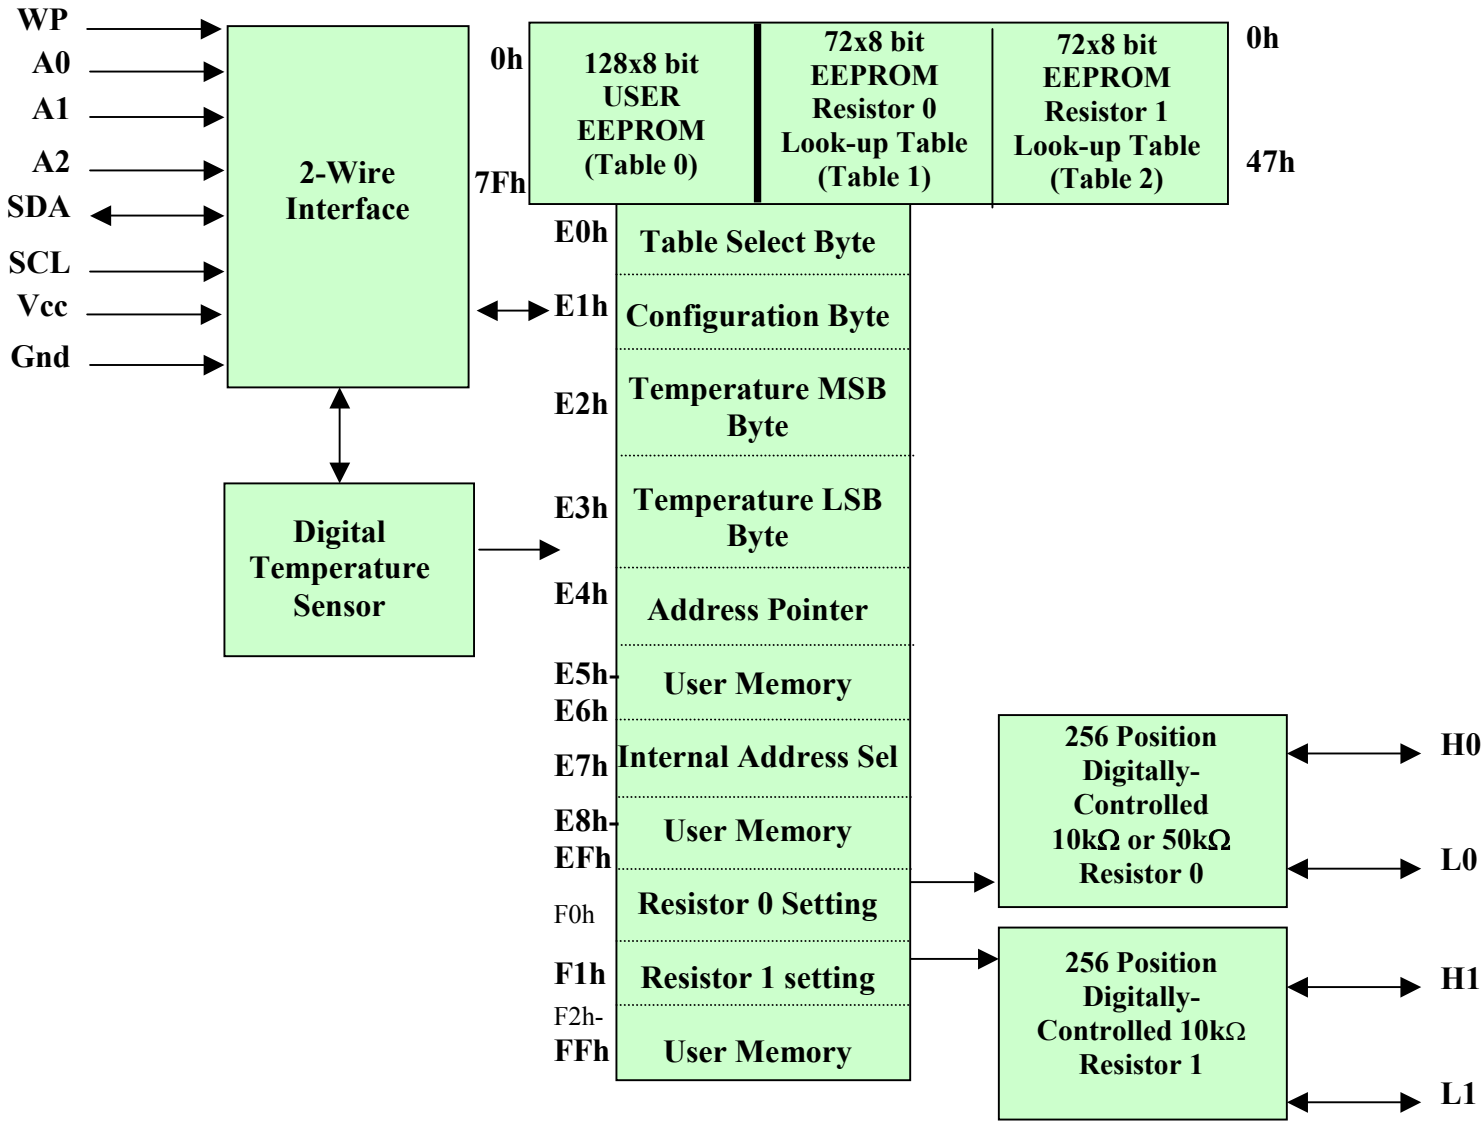 WP
A0
A1
A2
SDA
SCL
Vcc
Gnd
2-Wire
Interface
Digital
Temperature
Sensor
0h
7Fh
128x8 bit
USER
EEPROM
(Table 0)
72x8 bit
EEPROM
Resistor 0
Look-up Table
(Table 1)
72x8 bit
EEPROM
Resistor 1
Look-up Table
(Table 2)
0h
47h
E0h
Table Select Byte
E1h
Configuration Byte
E2h
Temperature MSB
Byte
E3h
Temperature LSB
Byte
E4h
Address Pointer
E5h-
E6h
User Memory
E7h
Internal Address Sel
E8h-
EFh
User Memory
F0h
Resistor 0 Setting
F1h
Resistor 1 setting
F2h-
FFh
User Memory
256 Position
Digitally-
Controlled
10kΩ or 50kΩ
Resistor 0
H0
L0
256 Position
Digitally-
Controlled 10kΩ
Resistor 1
H1
L1